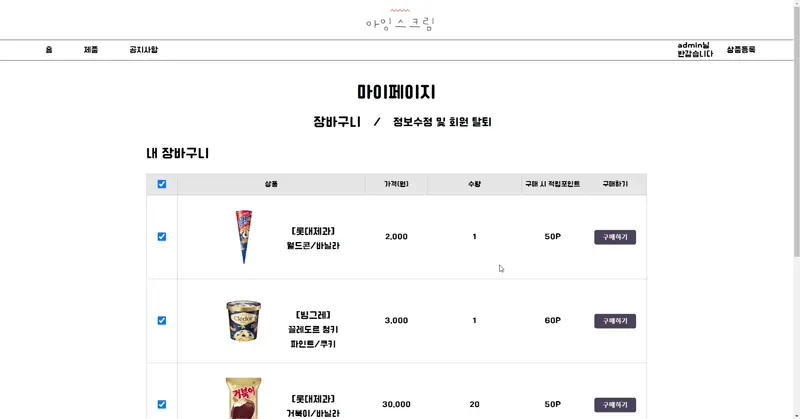 아임스크림
홈 제품 공지사항 admin님 상품등록
반갑습니다
마이페이지
장바구니 / 정보수정 및 회원 탈퇴
내 장바구니
상품 가격(원) 수량 구매 시 적립포인트 구매하기
[롯데제과]
월드콘/바닐라
2,000 1 50P 구매하기
[빙그레]
끌레도르 청키
파인트/쿠키
3,000 1 60P 구매하기
Cledor
거북이
[롯데제과]
거북이/바닐라
30,000 20 50P 구매하기